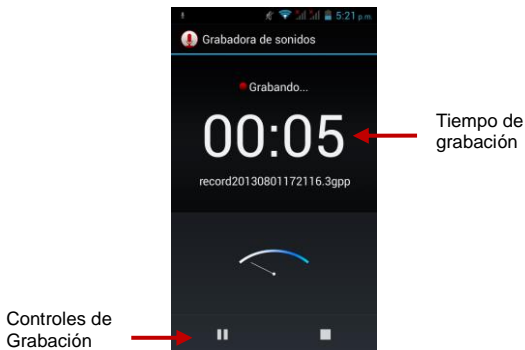 5:21 p.m.
Grabadora de sonidos
Grabando...
00:05
Tiempo de
grabación
record20130801172116.3gpp
Controles de
Grabación